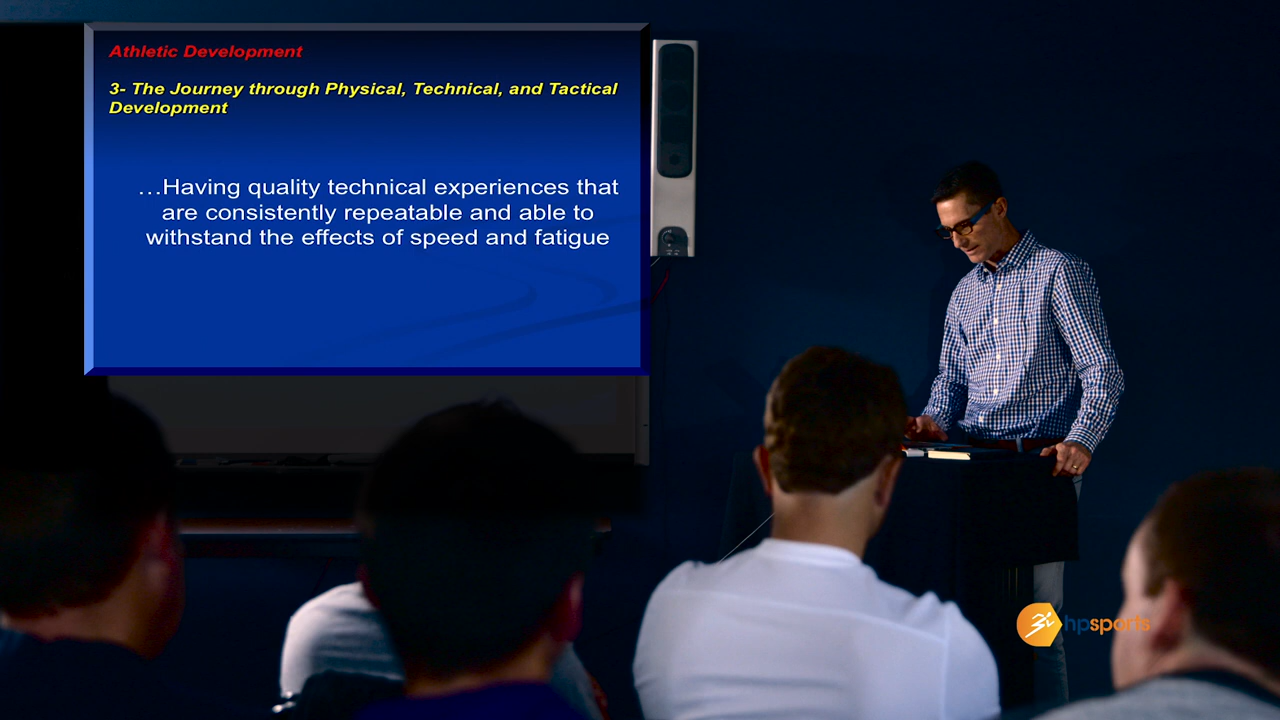 Athletic Development
3- The Journey through Physical, Technical, and Tactical
Development
…Having quality technical experiences that
are consistently repeatable and able to
withstand the effects of speed and fatigue
hpsports